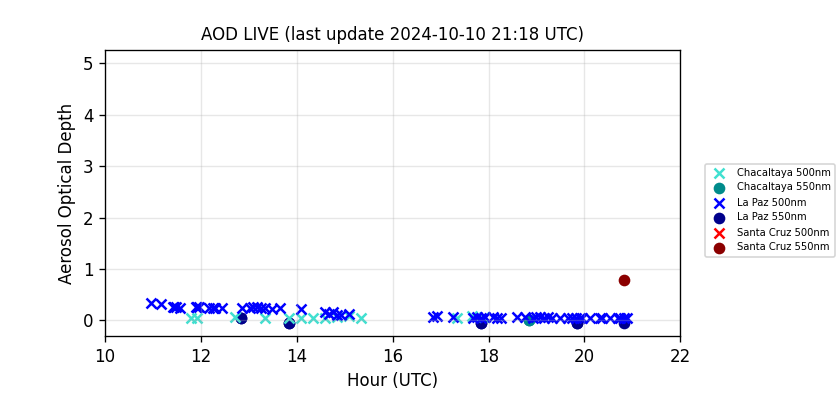 AOD LIVE (last update 2024-10-10 21:18 UTC)
Aerosol Optical Depth
5
4
3
2
1
0
10 12 14 16 18 20 22
Hour (UTC)
Chacaltaya 500nm
Chacaltaya 550nm
La Paz 500nm
La Paz 550nm
Santa Cruz 500nm
Santa Cruz 550nm